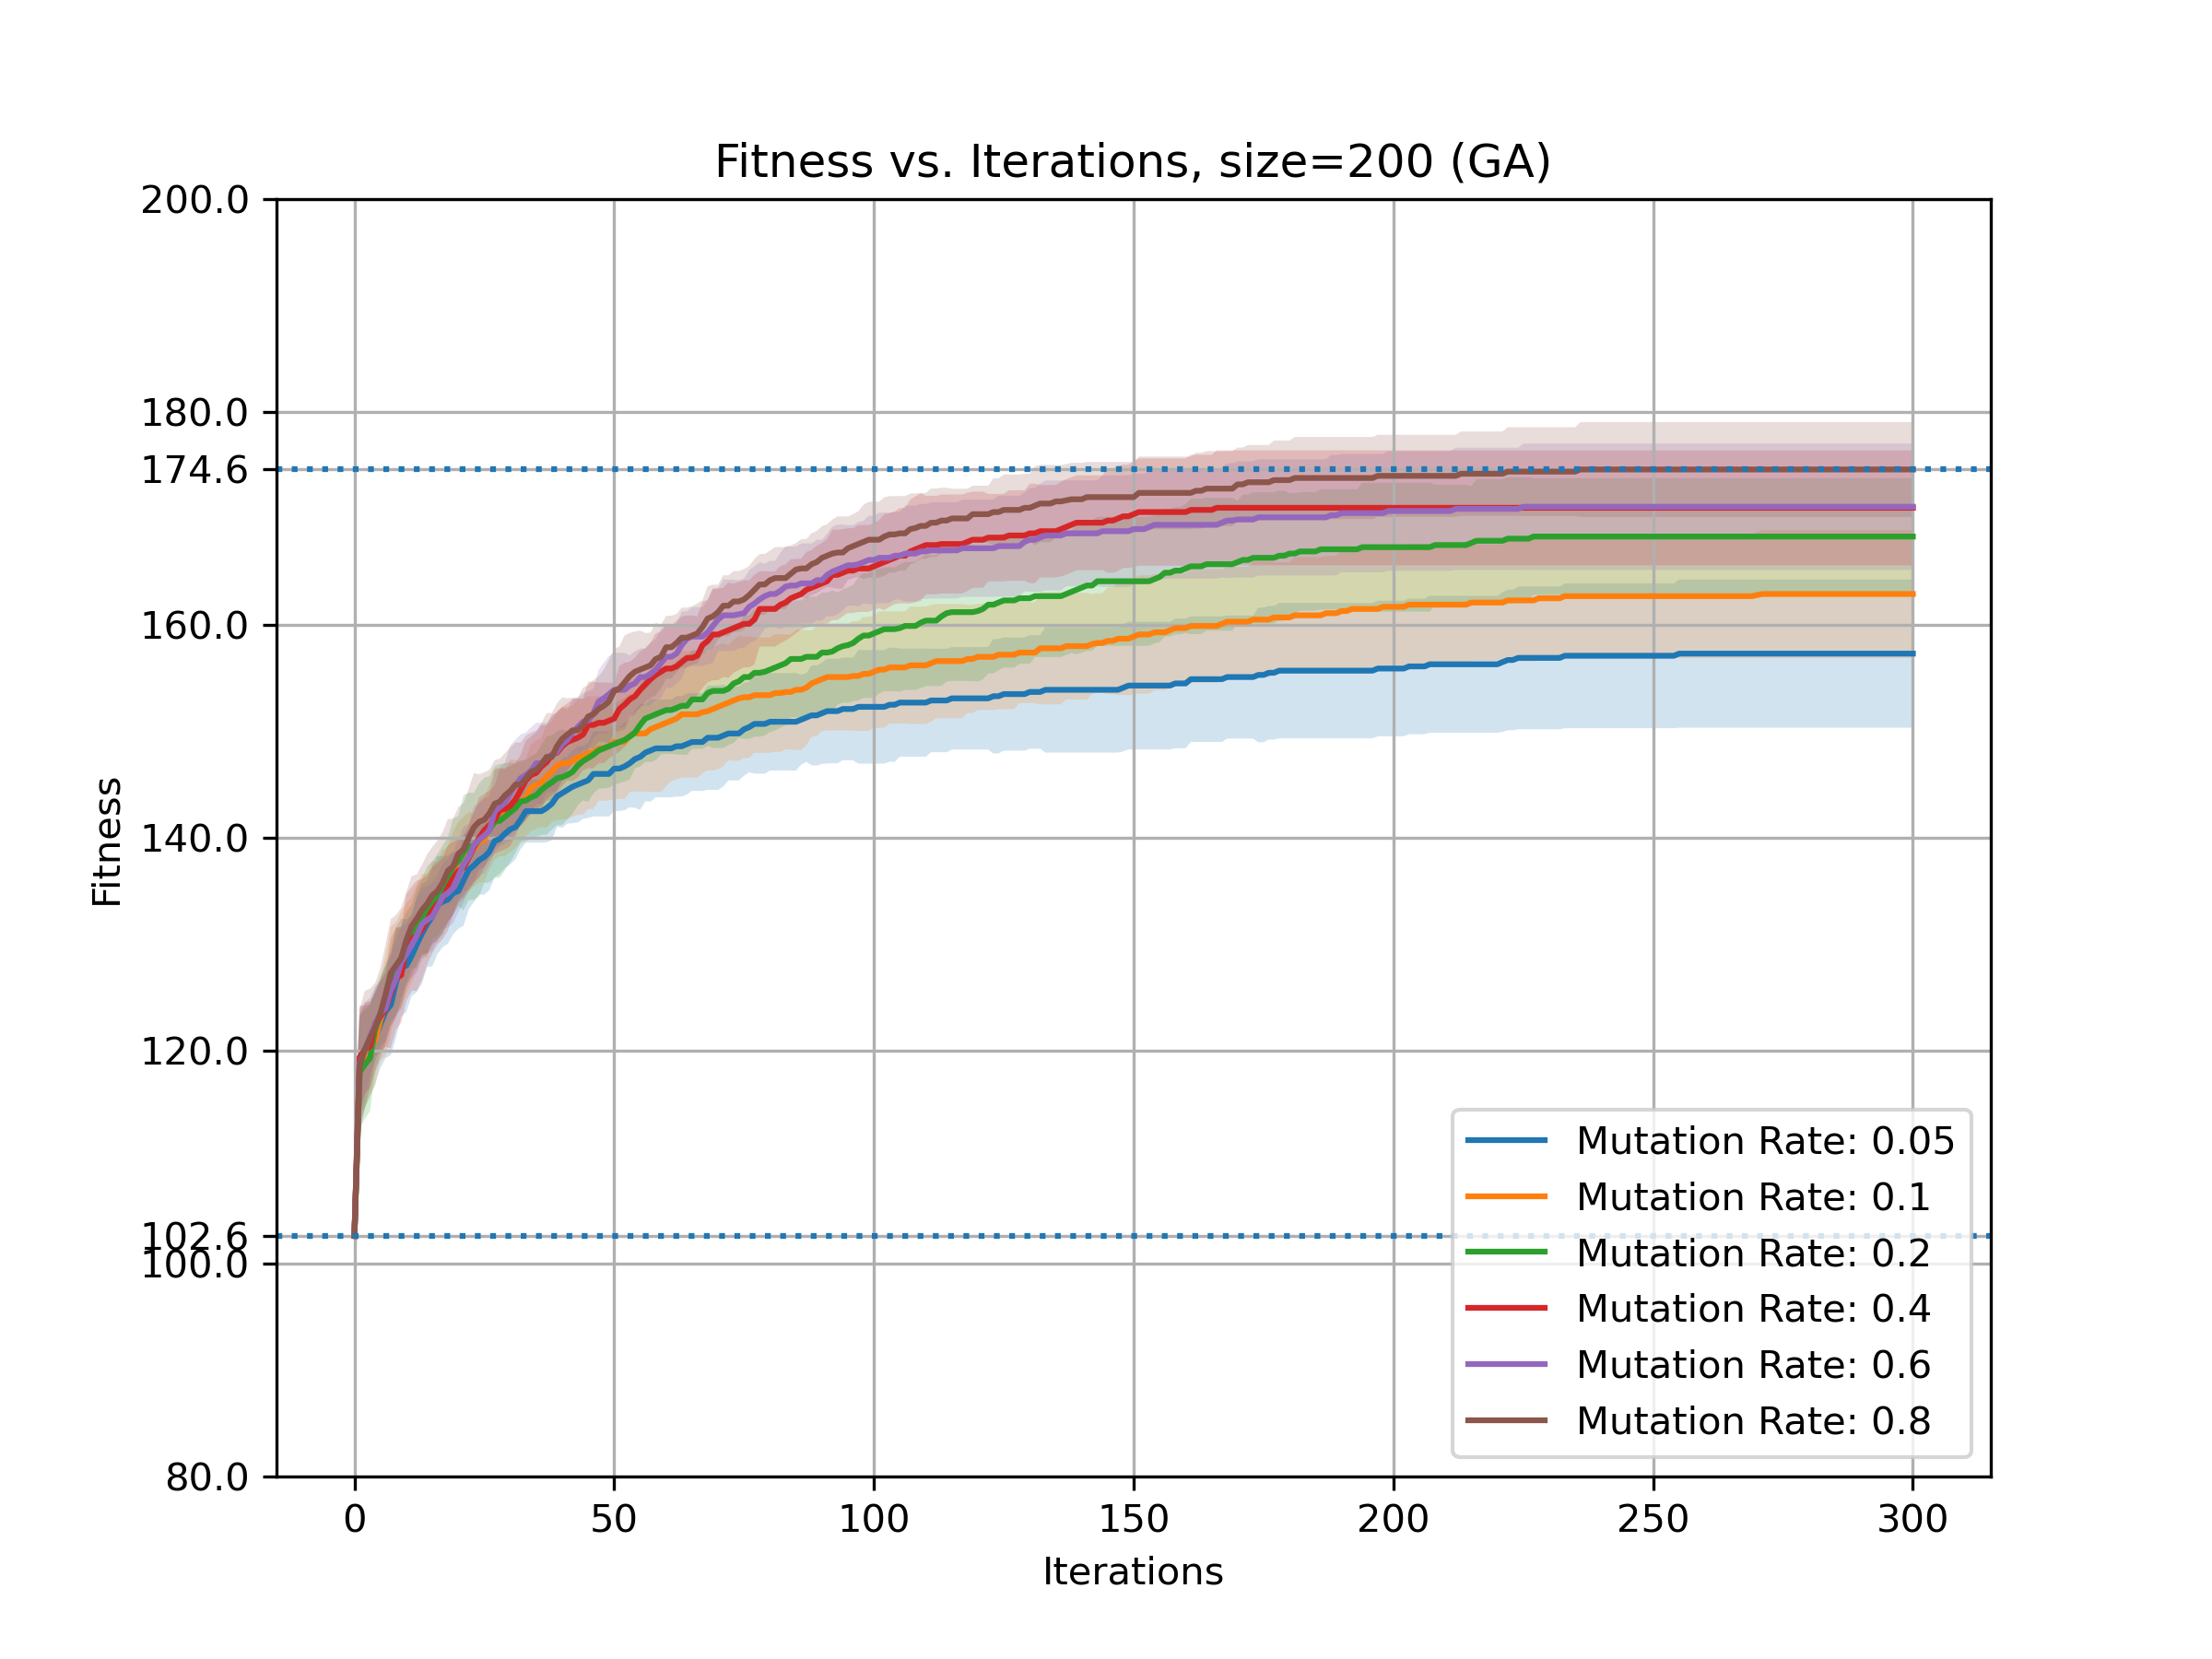 Fitness vs. Iterations, size=200 (GA)
200.0
180.0
174.6
160.0
140.0
120.0
102.6
100.0
80.0
Fitness
0 50 100 150 200 250 300
Iterations
Mutation Rate: 0.05
Mutation Rate: 0.1
Mutation Rate: 0.2
Mutation Rate: 0.4
Mutation Rate: 0.6
Mutation Rate: 0.8